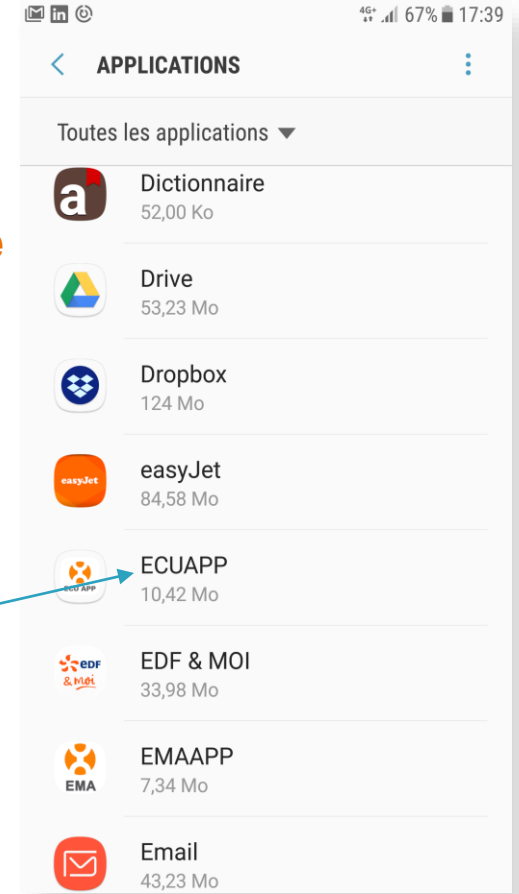 4G+ 67% 17:39
APPLICATIONS
Toutes les applications
a
Dictionnaire
52,00 Ko
e
Drive
53,23 Mo
Dropbox
124 Mo
easyJet
easyJet
84,58 Mo
ECU APP
ECUAPP
10,42 Mo
edf
& moi
EDF & MOI
33,98 Mo
EMA
EMAAPP
7,34 Mo
Email
43,23 Mo